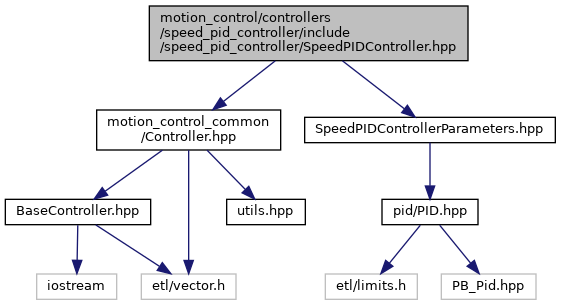 motion_control/controllers
/speed_pid_controller/include
/speed_pid_controller/SpeedPIDController.hpp
motion_control_common
/Controller.hpp
SpeedPIDControllerParameters.hpp
BaseController.hpp
utils.hpp
pid/PID.hpp
iostream
etl/vector.h
etl/limits.h
PB_Pid.hpp